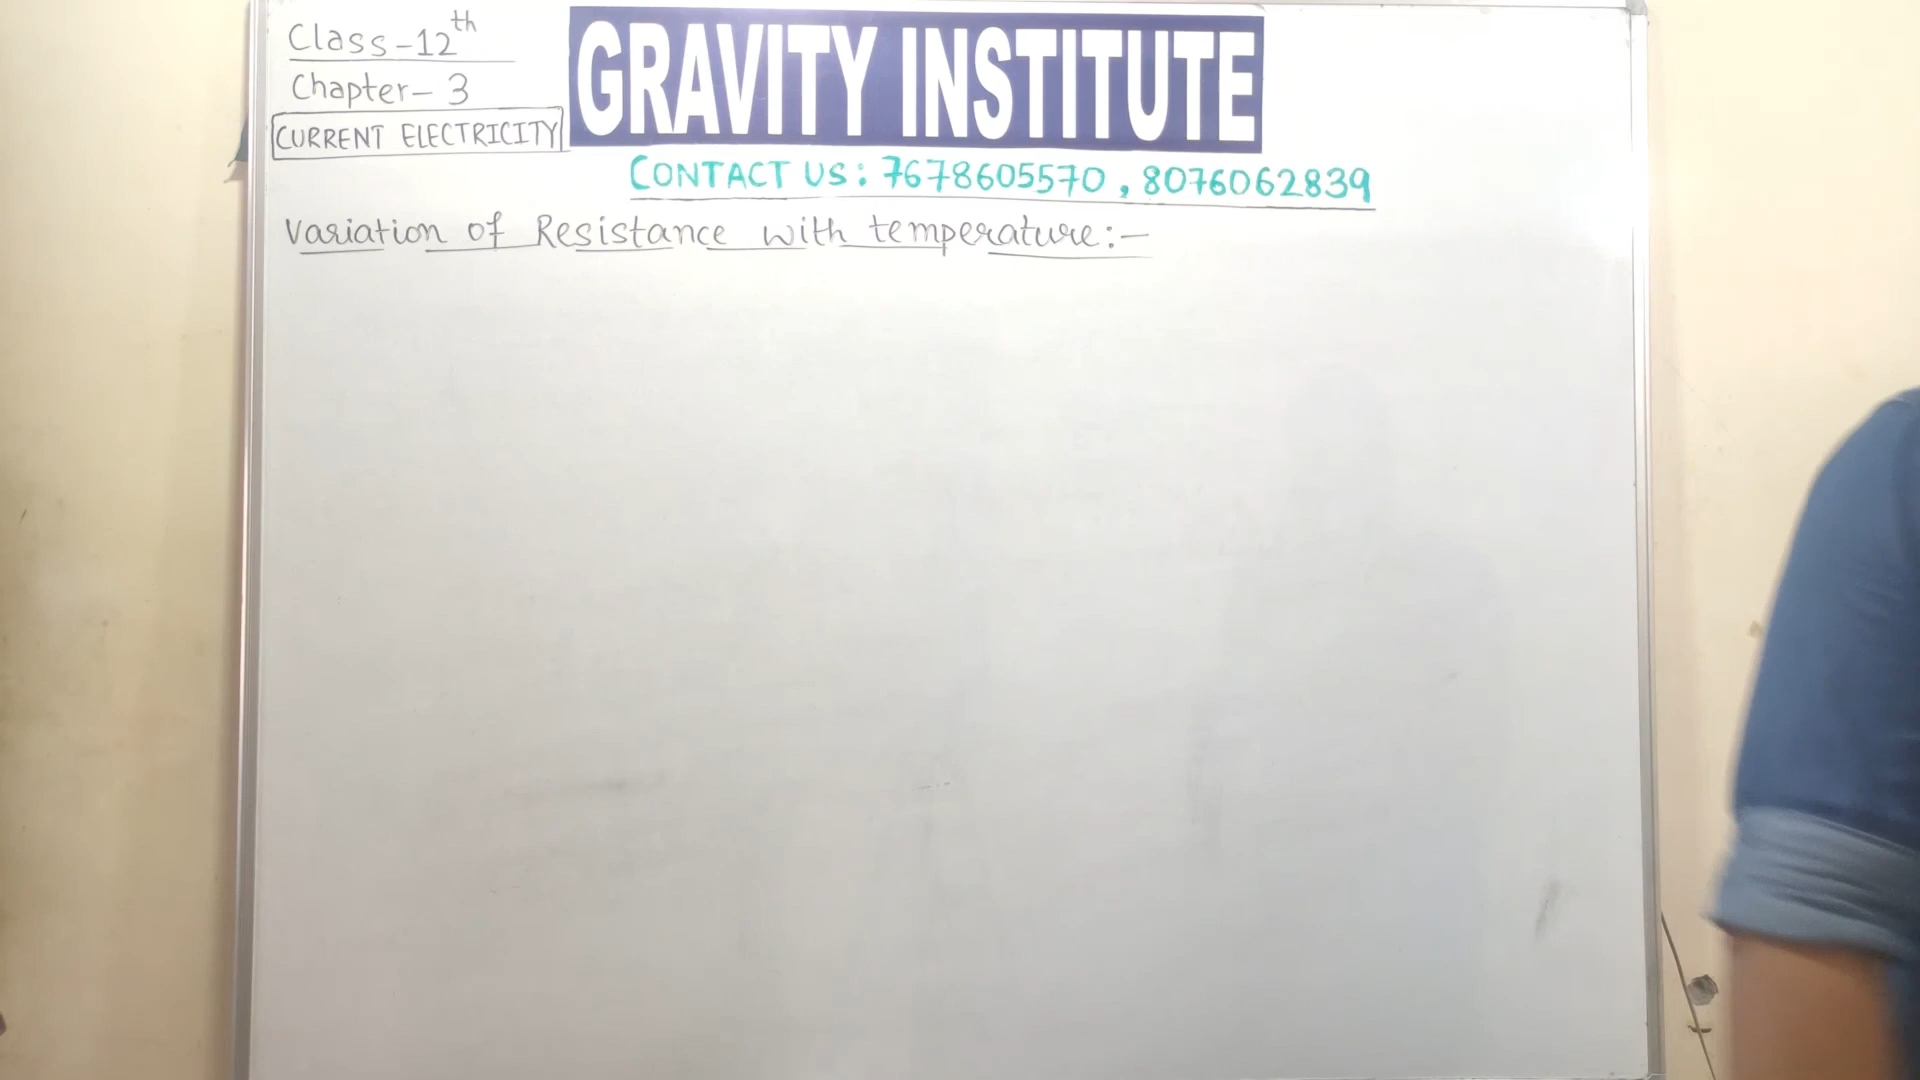 Class-12th
Chapter-3
CURRENT ELECTRICITY
GRAVITY INSTITUTE
CONTACT US: 7678605570, 8076062839
Variation of Resistance with temperature:-